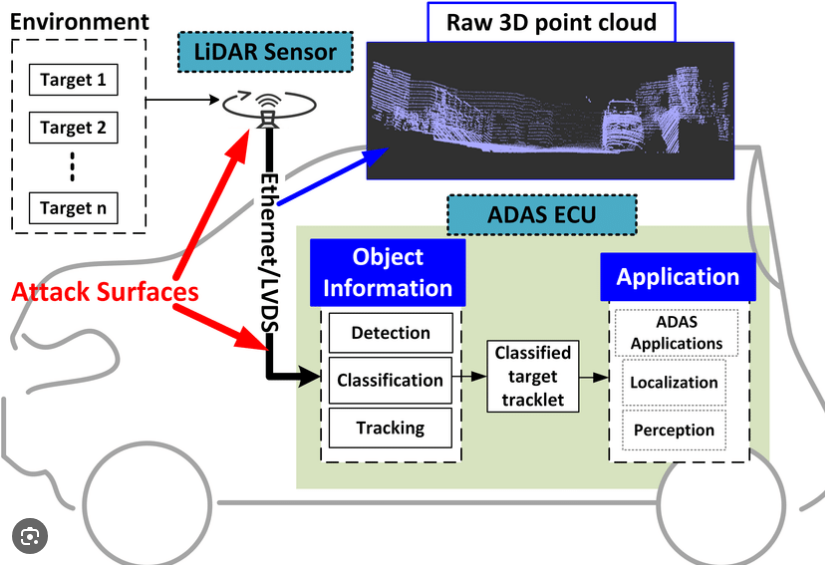 Environment
Target 1
Target 2
Target n
LiDAR Sensor
Raw 3D point cloud
Ethernet/LVDS
Attack Surfaces
ADAS ECU
Object
Information
Detection
Classification
Tracking
Classified
target
tracklet
Application
ADAS
Applications
Localization
Perception